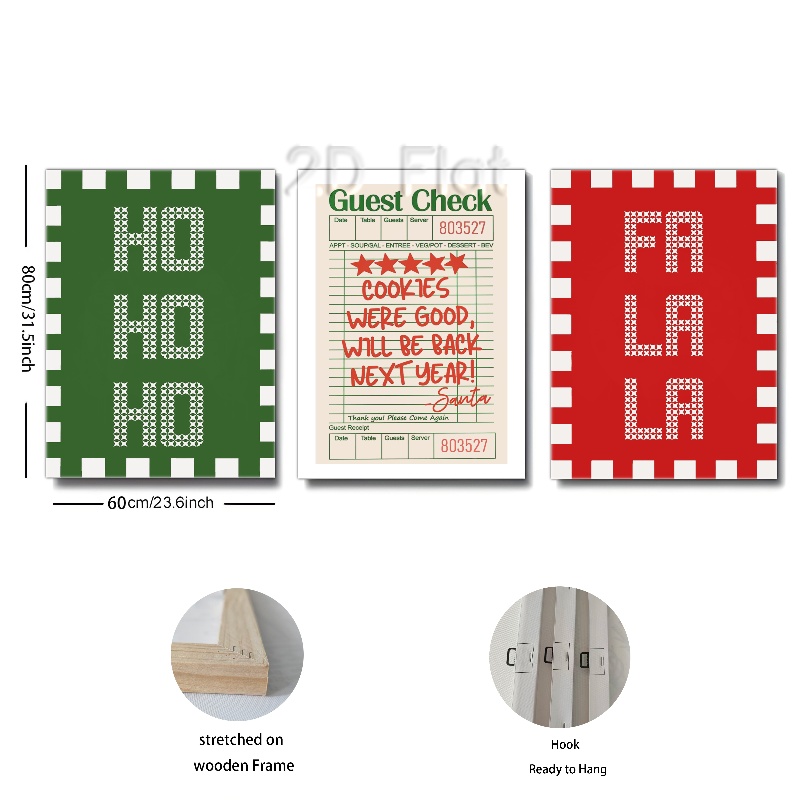 2D Flat
HO
HO
HO
80cm/31.5inch
60cm/23.6inch
Guest Check
Date Table Guests Server 803527
APPT - SOUP/SAL - ENTREE - VEG/POT - DESSERT - BEV
COOKIES
WERE GOOD,
WILL BE BACK
NEXT YEAR!
Santa
Thank you! Please Come Again
Guest Receipt
Date Table Guests Server 803527
FA
LA
LA
stretched on
wooden Frame
Hook
Ready to Hang